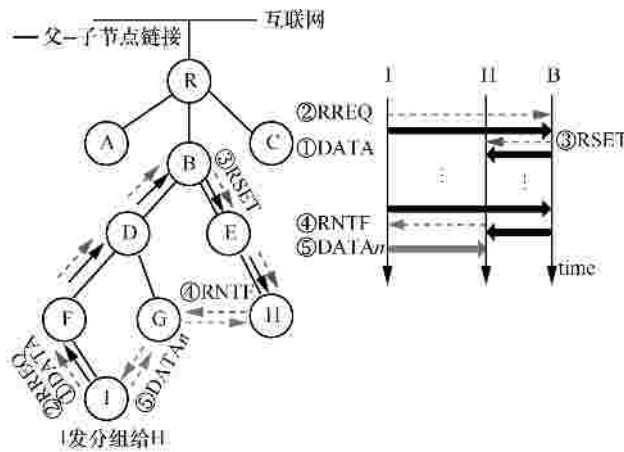 父–子节点链接
互联网
R
A
C
B
③RSET
D
E
④RNTF
F
G
H
②RREQ
①DATA
⑤DATAn
I
I发分组给H
I
H
B
②RREQ
①DATA
③RSET
⋮
⋮
④RNTF
⑤DATAn
time